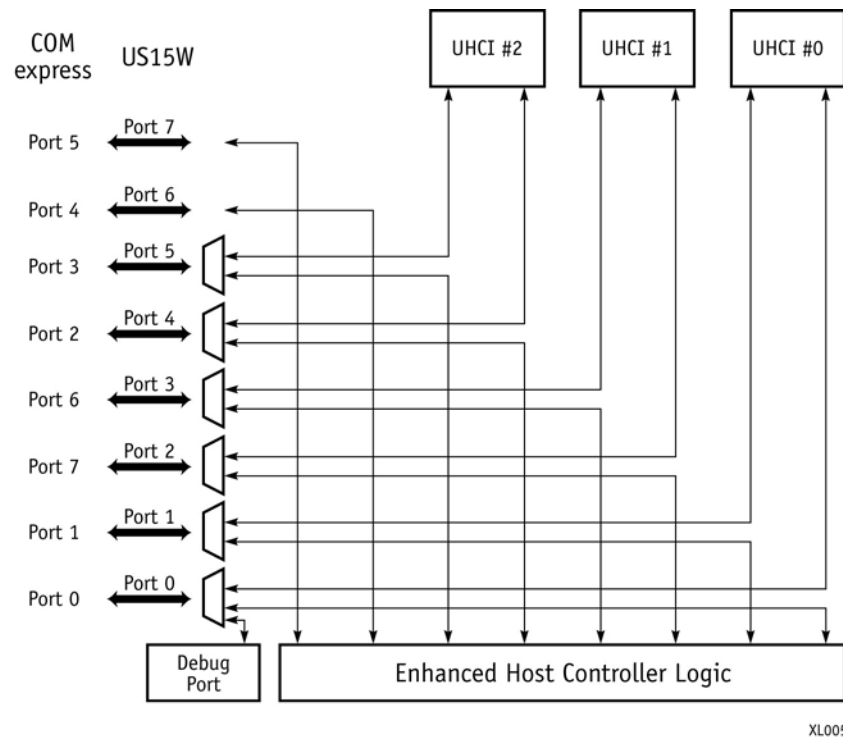 COM
express
US15W
UHCI #2
UHCI #1
UHCI #0
Port 5
Port 7
Port 4
Port 6
Port 3
Port 5
Port 2
Port 4
Port 6
Port 3
Port 7
Port 2
Port 1
Port 1
Port 0
Port 0
Debug
Port
Enhanced Host Controller Logic
XL005